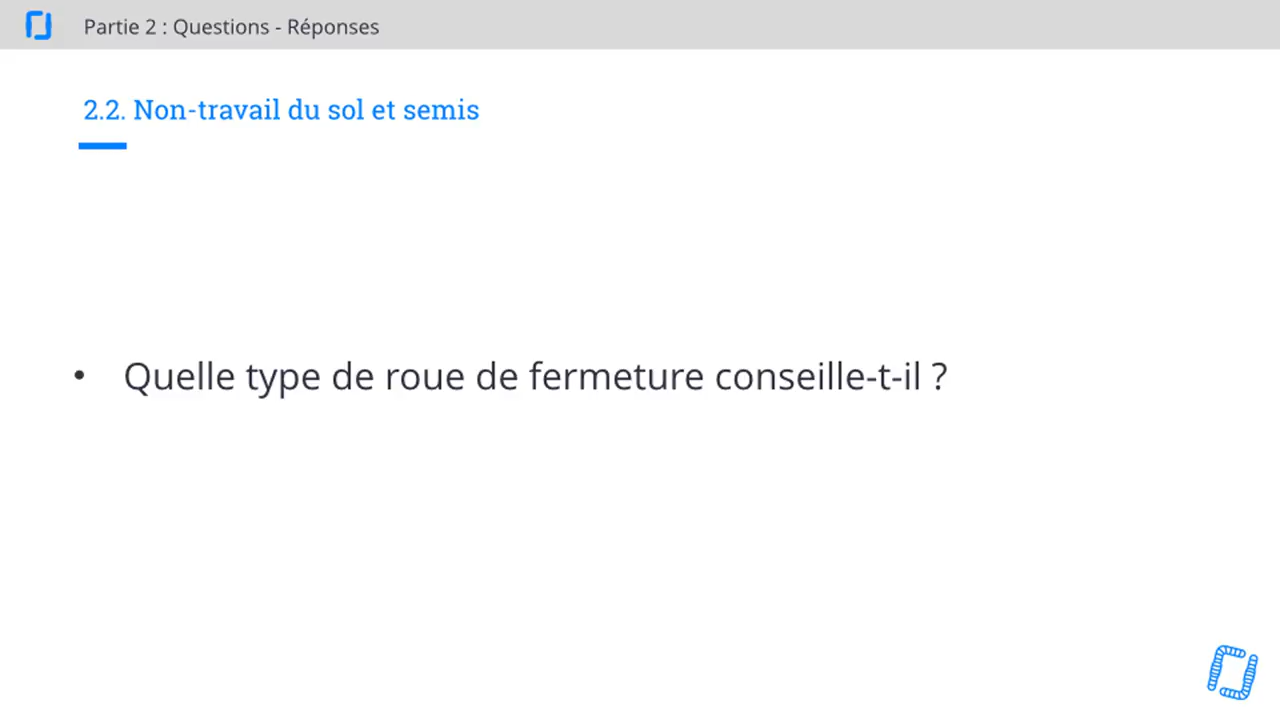 Partie 2 : Questions - Réponses
2.2. Non-travail du sol et semis
• Quelle type de roue de fermeture conseille-t-il ?